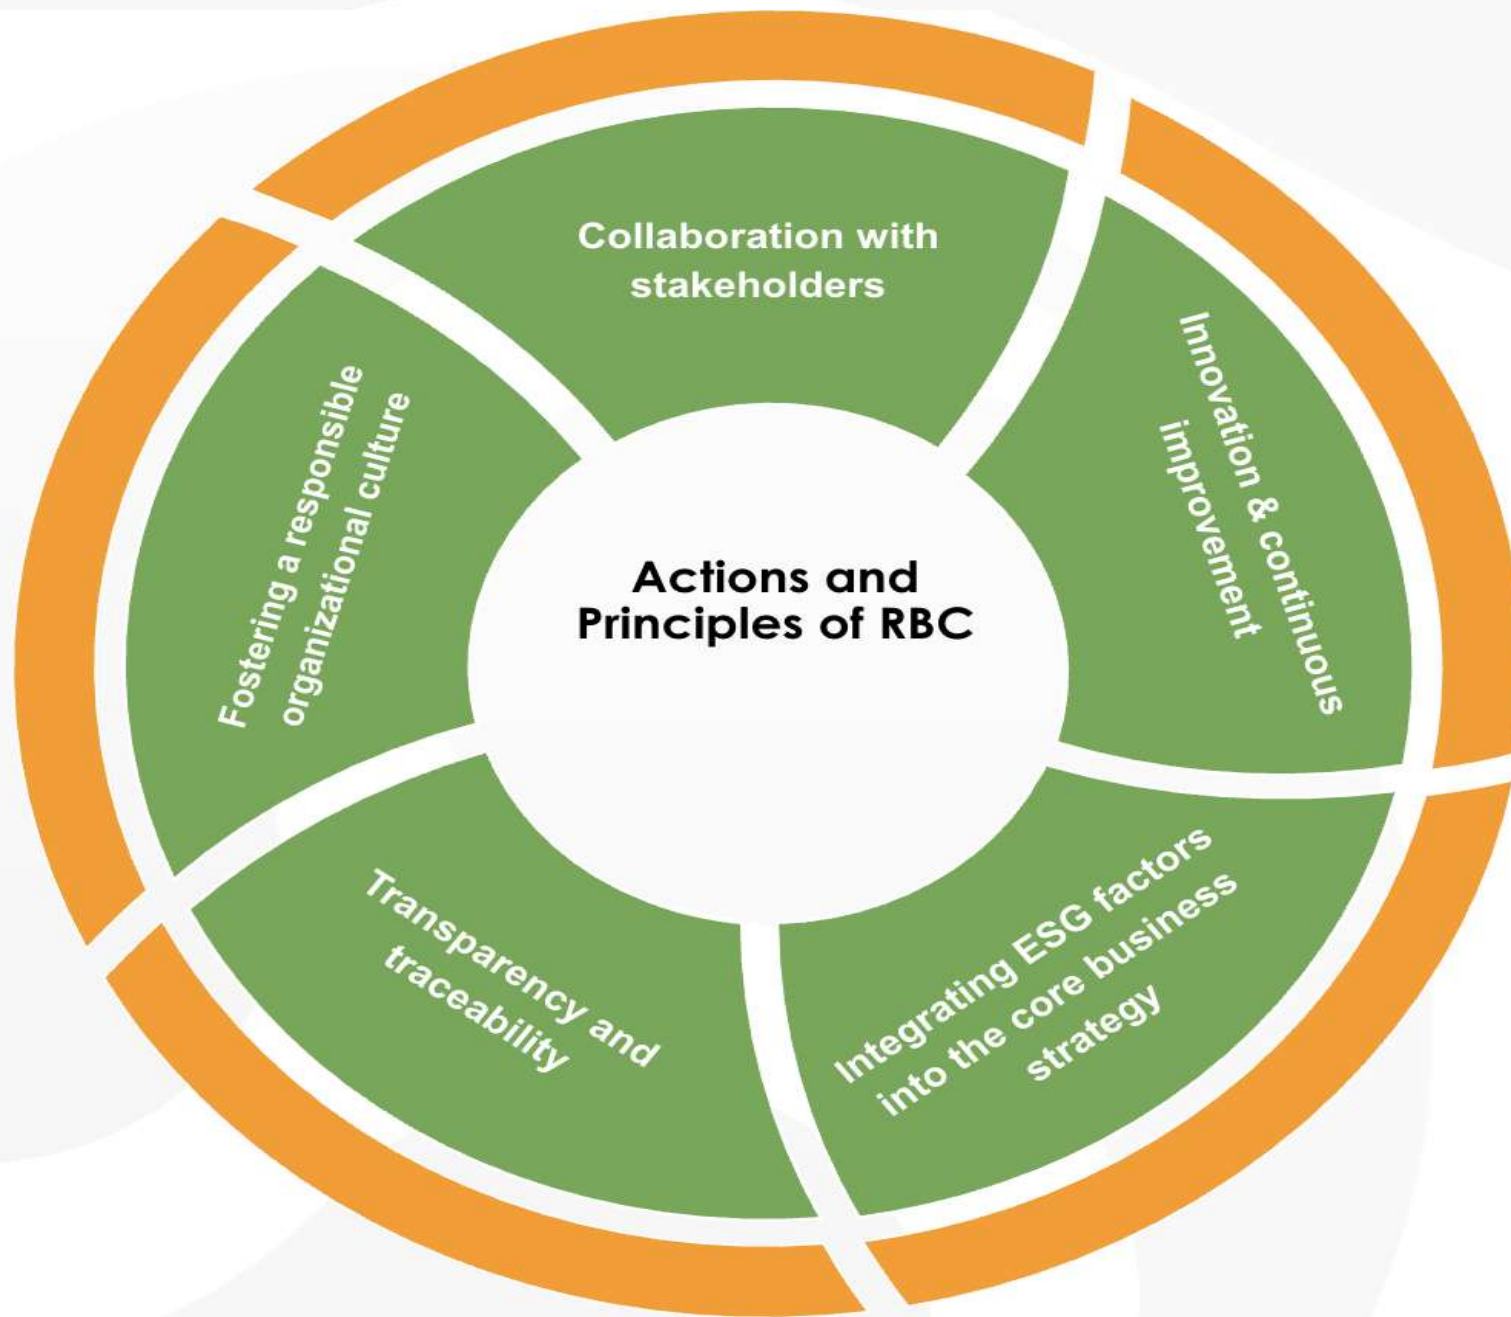 Collaboration with
stakeholders
Innovation & continuous
improvement
Integrating ESG factors
into the core business
strategy
Transparency and
traceability
Fostering a responsible
organizational culture
Actions and
Principles of RBC